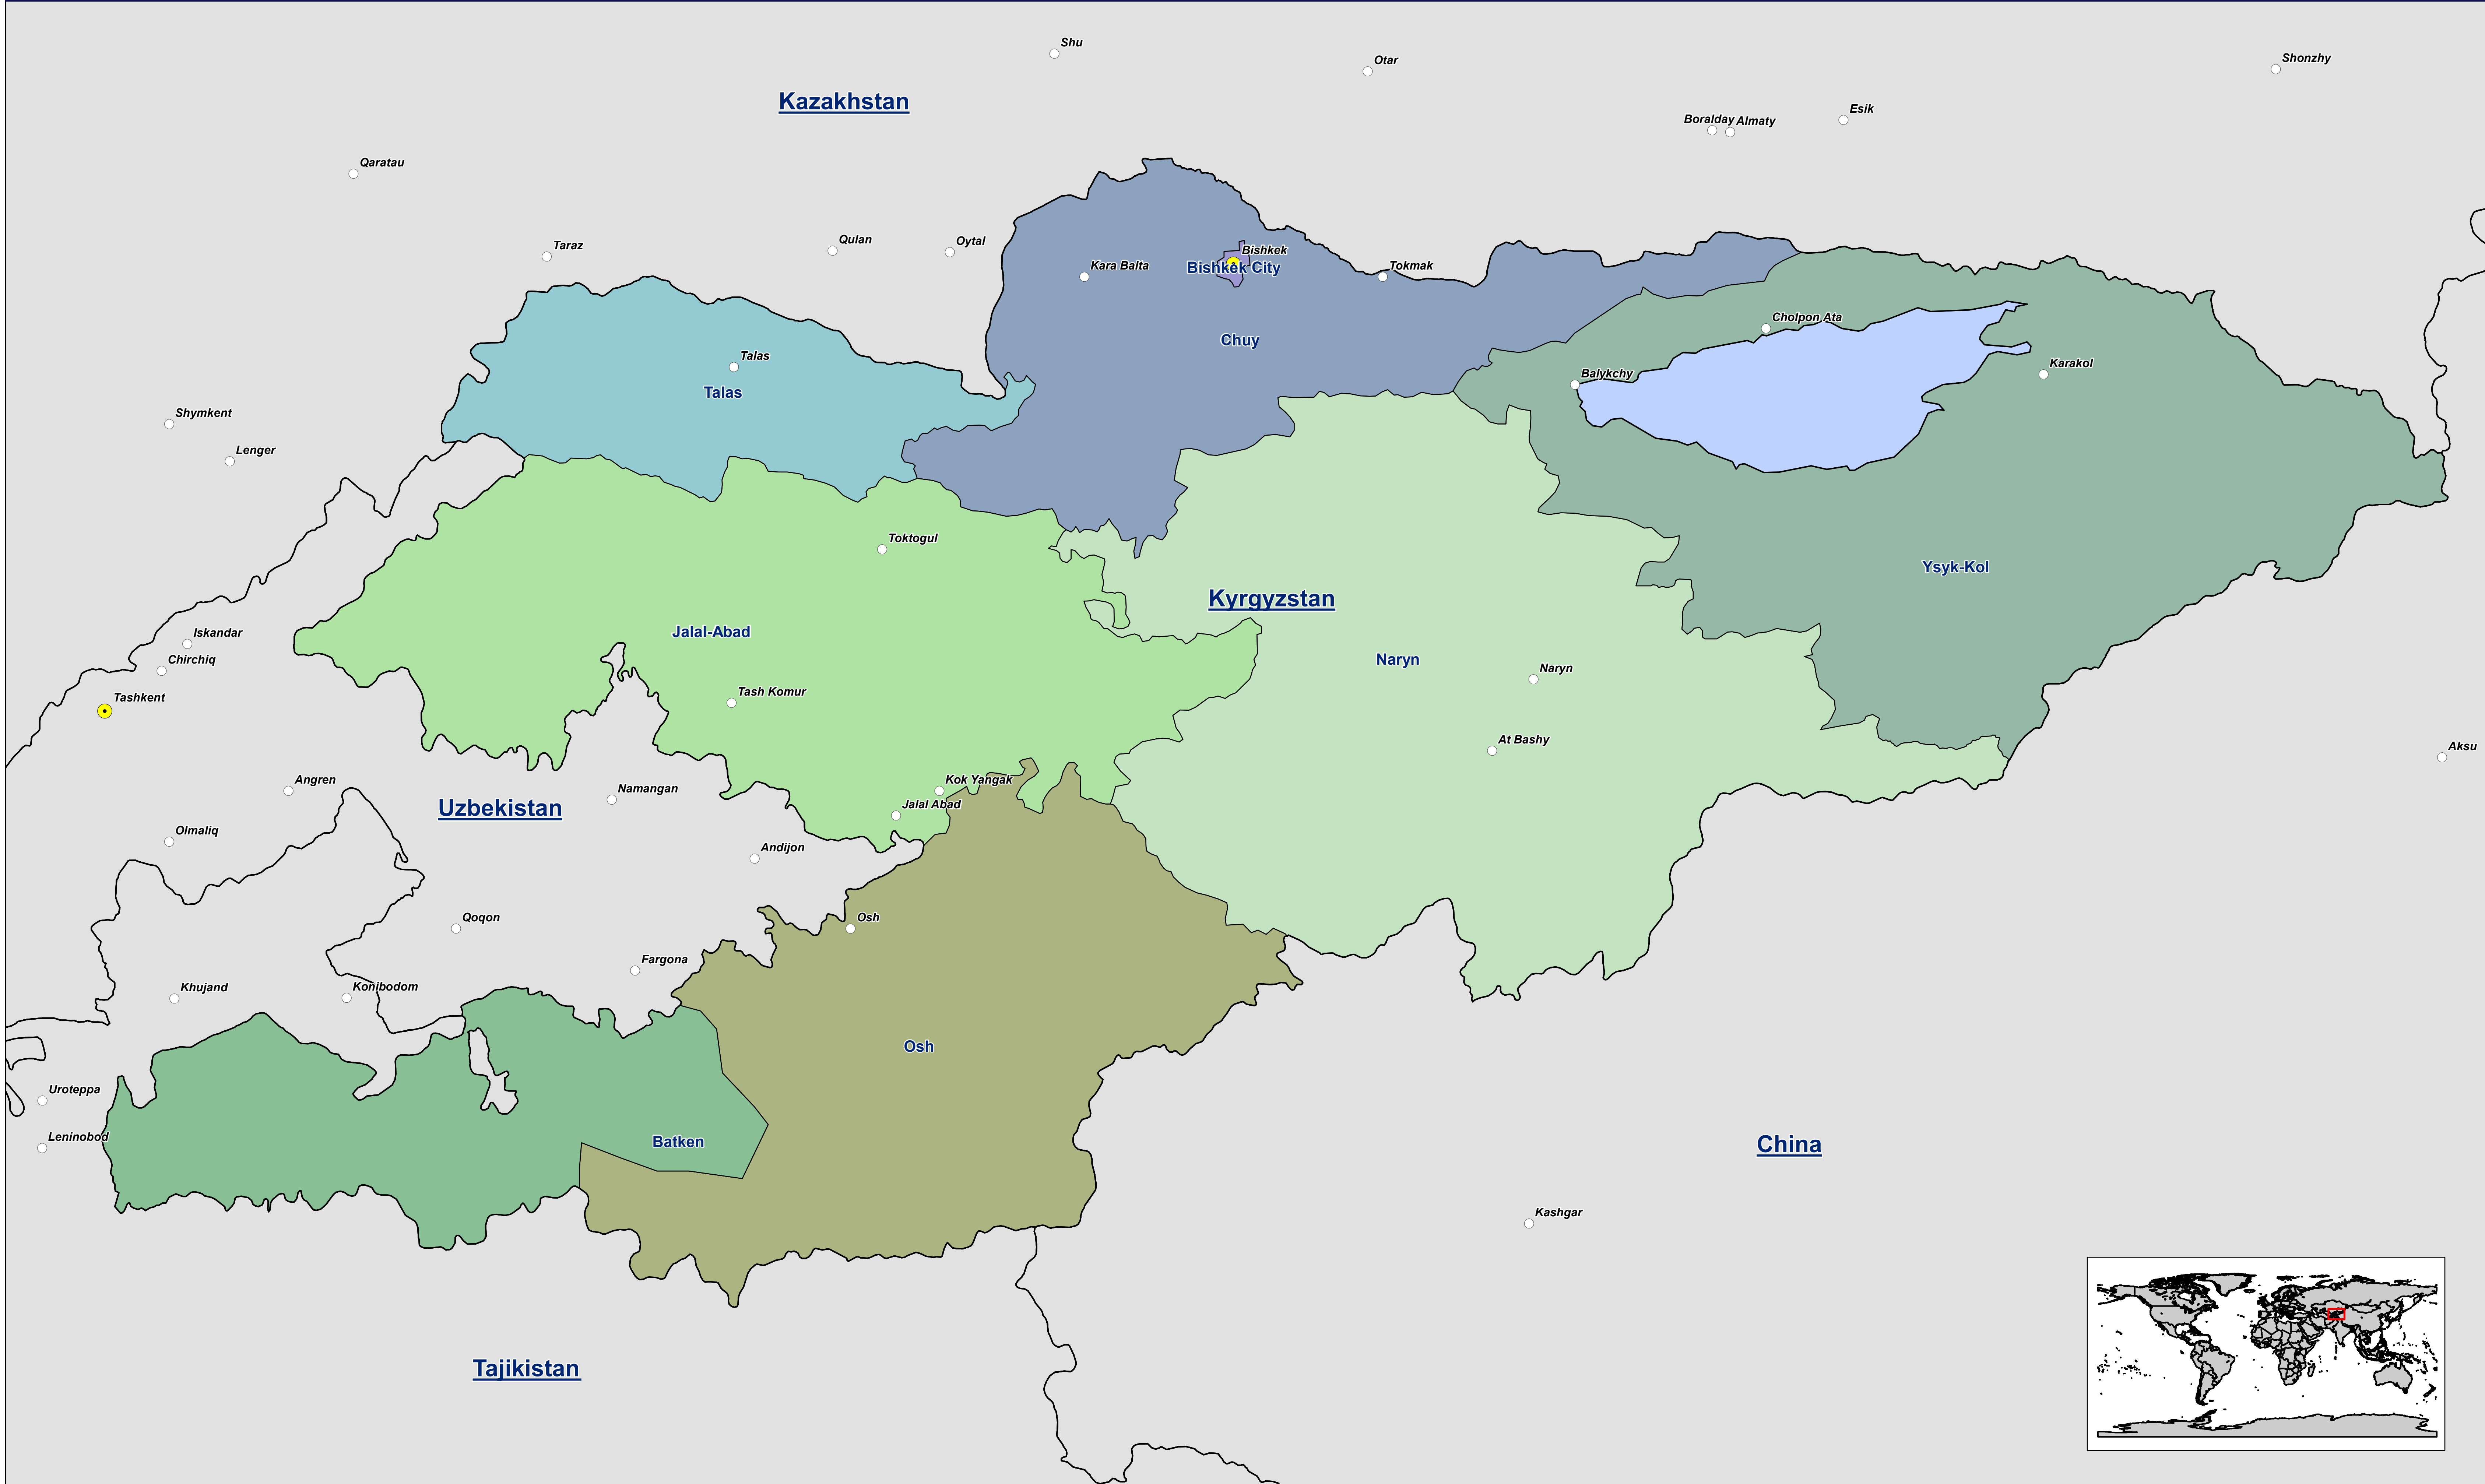 Shu
Otar
Shonzhy
Kazakhstan
Esik
Boralday
Almaty
Qaratau
Taraz
Qulan
Oytal
Bishkek
Kara Balta
Bishkek City
Tokmak
Cholpon Ata
Chuy
Talas
Karakol
Balykchy
Talas
Shymkent
Lenger
Toktogul
Ysyk-Kol
Kyrgyzstan
Iskandar
Jalal-Abad
Chirchiq
Naryn
Naryn
Tashkent
Tash Komur
At Bashy
Aksu
Angren
Kok Yangak
Namangan
Uzbekistan
Jalal Abad
Olmaliq
Andijon
Qoqon
Osh
Fargona
Khujand
Konibodom
Osh
Uroteppa
Leninobod
Batken
China
Kashgar
Tajikistan